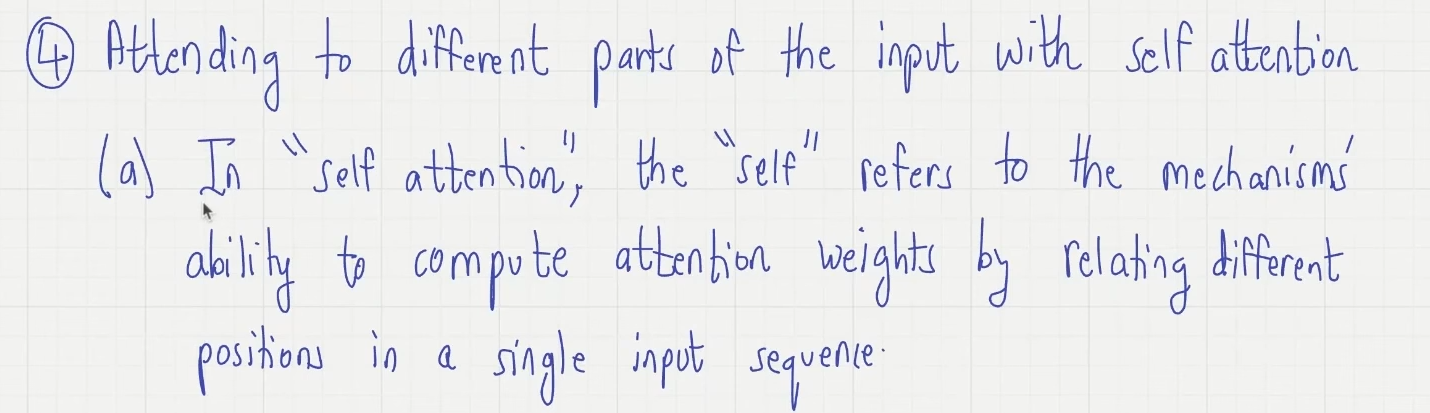 ④ Attending to different parts of the input with self attention
(a) In "self attention", the "self" refers to the mechanisms'
ability to compute attention weights by relating different
positions in a single input sequence.